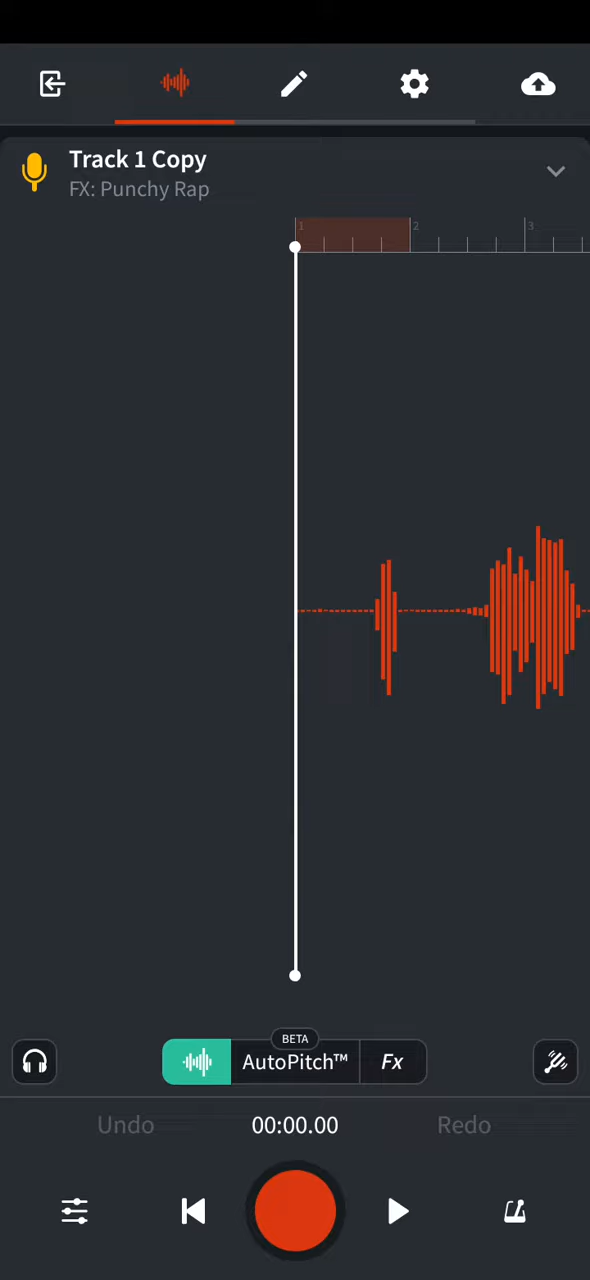 Track 1 Copy
FX: Punchy Rap
1 2 3
BETA
AutoPitch™ Fx
Undo 00:00.00 Redo